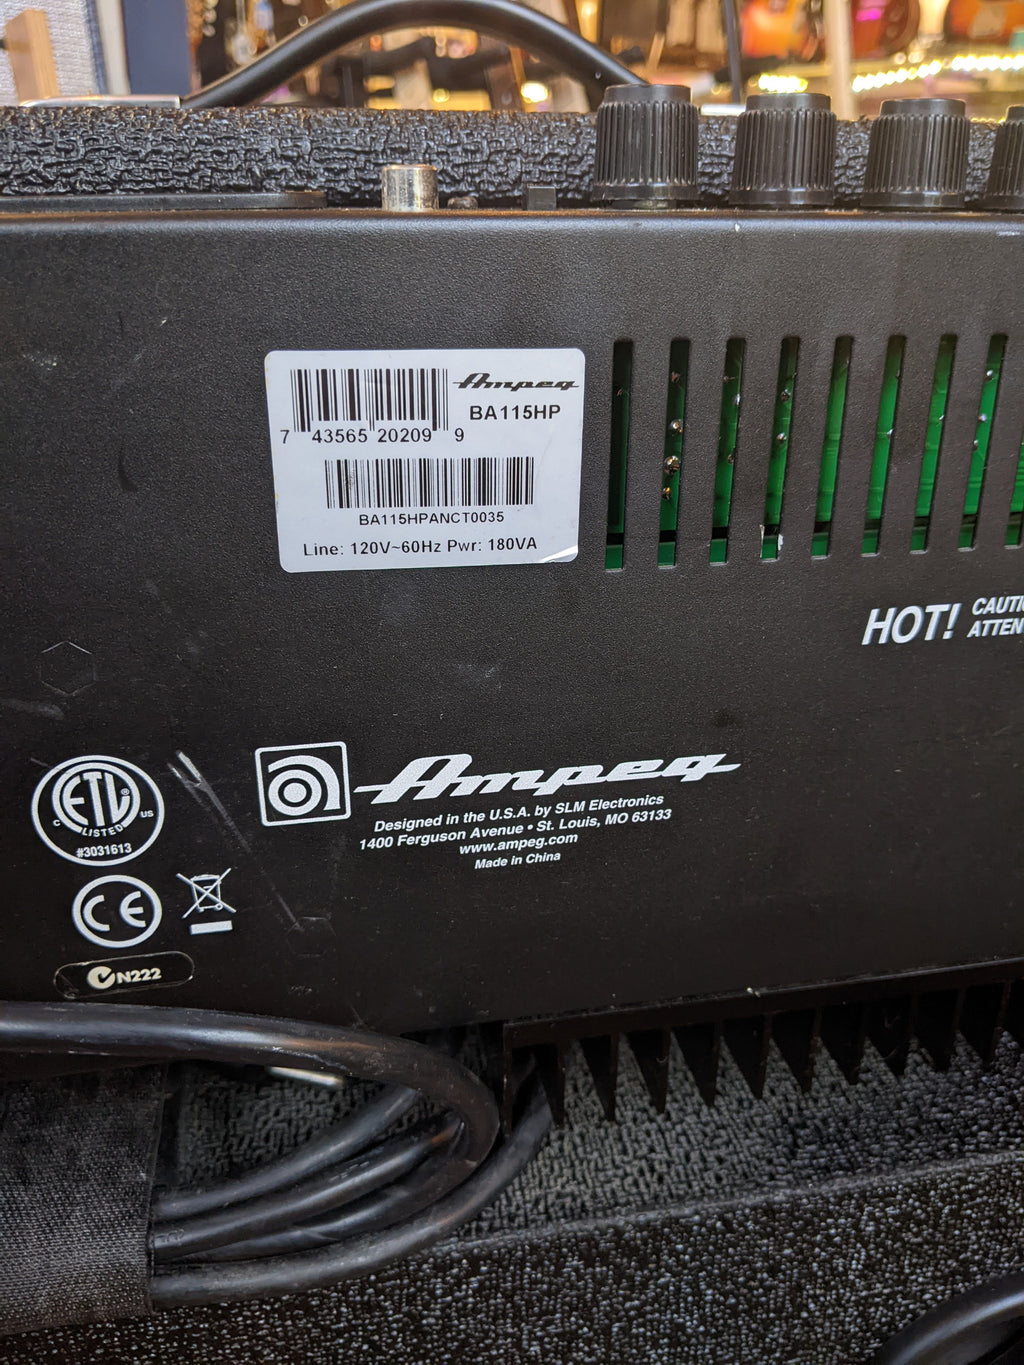 Ampeg
BA115HP
7 43565 20209 9
BA115HPANCT0035
Line: 120V~60Hz Pwr: 180VA
HOT!
ETL®
C US
LISTED
#3031613
CE
N222
Ampeg
Designed in the U.S.A. by SLM Electronics
1400 Ferguson Avenue • St. Louis, MO 63133
www.ampeg.com
Made in China